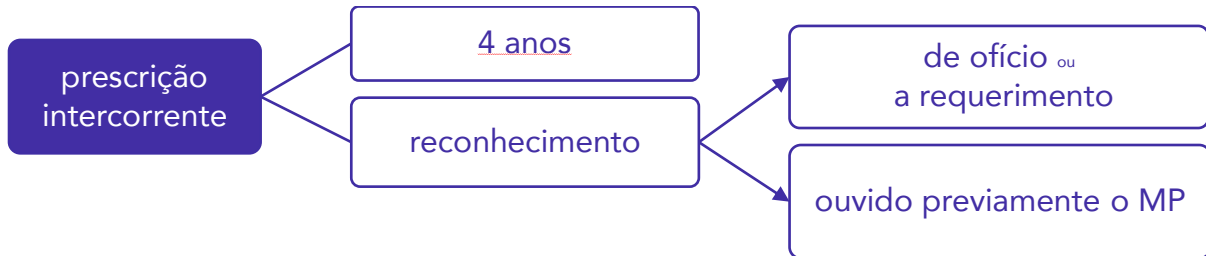 prescrição
intercorrente
4 anos
reconhecimento
de ofício ou
a requerimento
ouvido previamente o MP